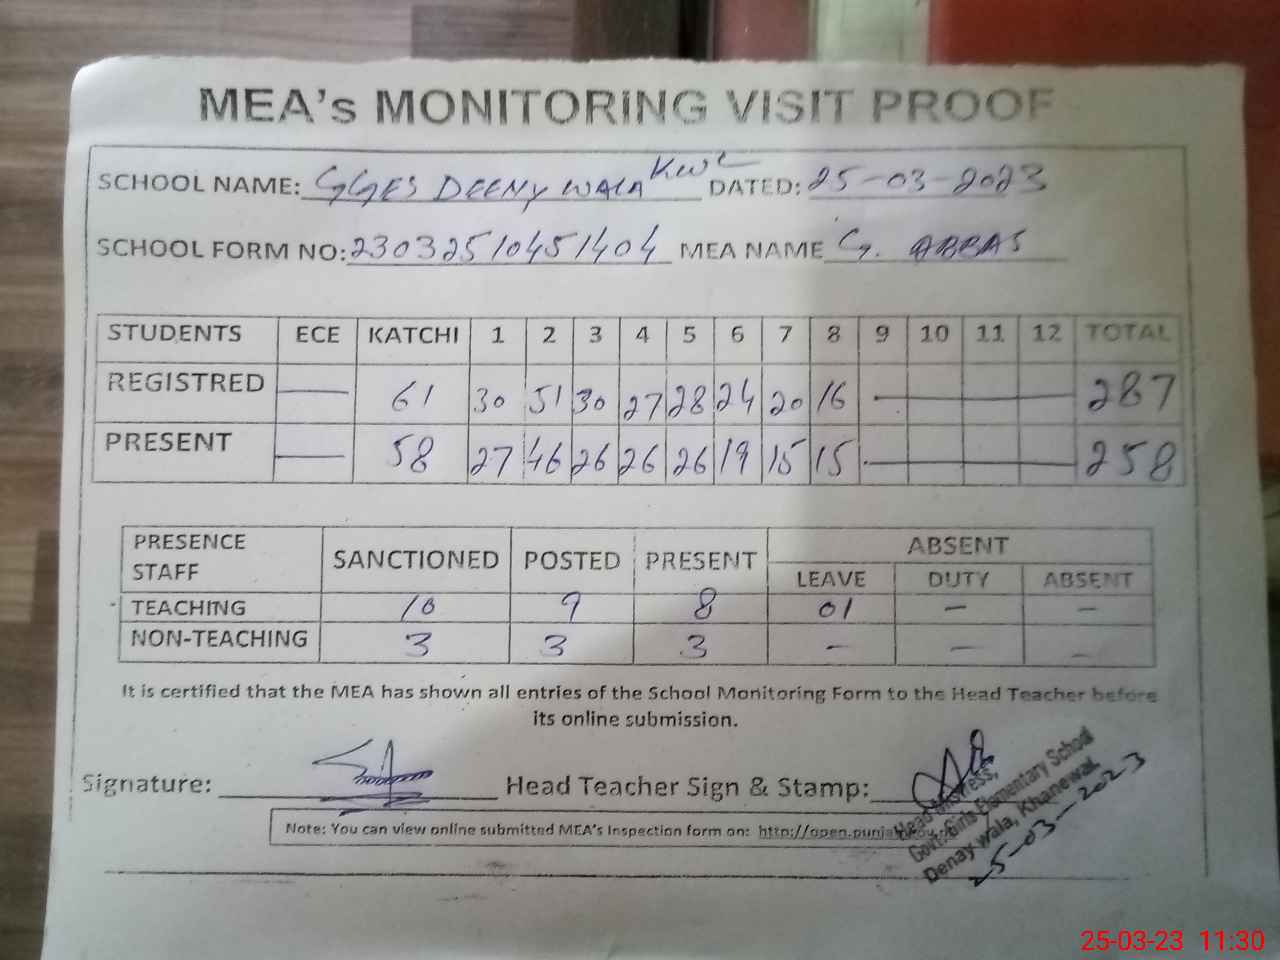 MEA's MONITORING VISIT PROOF
SCHOOL NAME: GGES DEENY WALA KWL DATED: 25-03-2023
SCHOOL FORM NO: 23032510451404 MEA NAME G. ABBAS
STUDENTS ECE KATCHI 1 2 3 4 5 6 7 8 9 10 11 12 TOTAL
REGISTRED — 61 30 51 30 27 28 24 20 16 — 287
PRESENT — 58 27 46 26 26 26 19 15 15 — 258
PRESENCE STAFF SANCTIONED POSTED PRESENT ABSENT
LEAVE DUTY ABSENT
TEACHING 10 9 8 01 - -
NON-TEACHING 3 3 3 - - -
It is certified that the MEA has shown all entries of the School Monitoring Form to the Head Teacher before
its online submission.
Signature: Head Teacher Sign & Stamp:
Head Mistress,
Govt. Girls Elementary School
Denay wala, Khanewal.
25-03-2023
Note: You can view online submitted MEA's Inspection form on: http://open.punjab
25-03-23 11:30